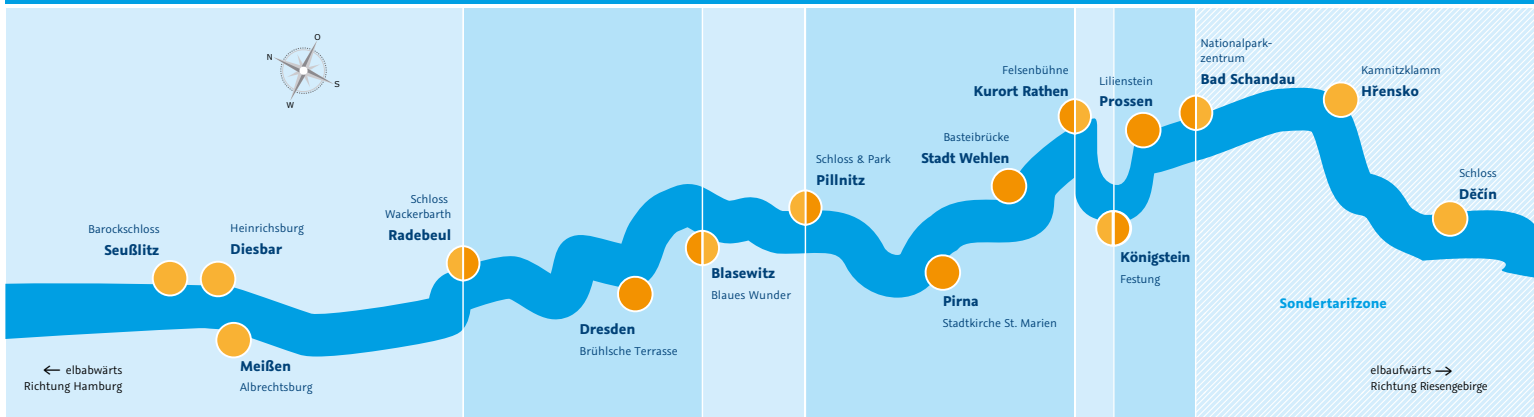 O
N
S
W
Barockschloss
Seußlitz
Heinrichsburg
Diesbar
Meißen
Albrechtsburg
← elbabwärts
Richtung Hamburg
Schloss
Wackerbarth
Radebeul
Dresden
Brühlsche Terrasse
Blasewitz
Blaues Wunder
Schloss & Park
Pillnitz
Pirna
Stadtkirche St. Marien
Basteibrücke
Stadt Wehlen
Felsenbühne
Kurort Rathen
Königstein
Festung
Lilienstein
Prossen
Nationalpark-
zentrum
Bad Schandau
Kamnitzklamm
Hřensko
Schloss
Děčín
Sondertarifzone
elbaufwärts →
Richtung Riesengebirge